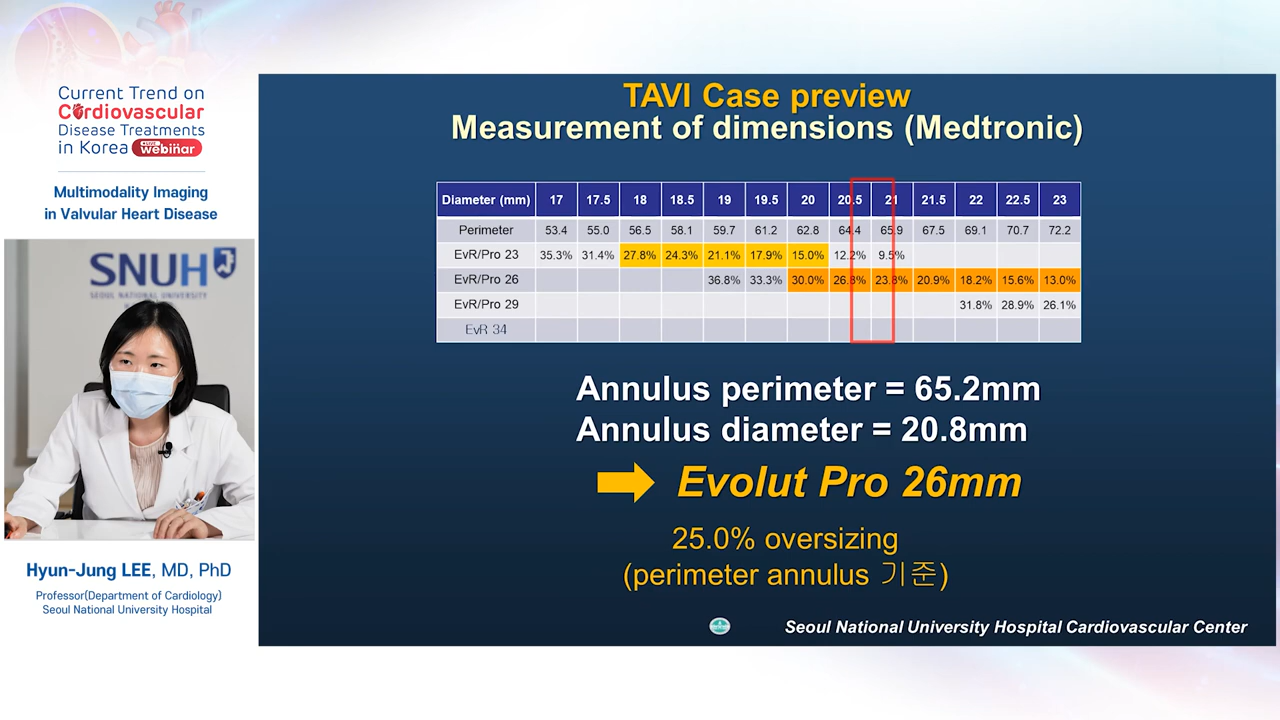 Current Trend on
Cardiovascular
Disease Treatments
in Korea LIVE webinar
Multimodality Imaging
in Valvular Heart Disease
SNUH
SEOUL NATIONAL UNIVERSITY
Hyun-Jung LEE, MD, PhD
Professor(Department of Cardiology)
Seoul National University Hospital
TAVI Case preview
Measurement of dimensions (Medtronic)
Diameter (mm) 17 17.5 18 18.5 19 19.5 20 20.5 21 21.5 22 22.5 23
Perimeter 53.4 55.0 56.5 58.1 59.7 61.2 62.8 64.4 65.9 67.5 69.1 70.7 72.2
EvR/Pro 23 35.3% 31.4% 27.8% 24.3% 21.1% 17.9% 15.0% 12.2% 9.5%
EvR/Pro 26 36.8% 33.3% 30.0% 26.8% 23.8% 20.9% 18.2% 15.6% 13.0%
EvR/Pro 29 31.8% 28.9% 26.1%
EvR 34
Annulus perimeter = 65.2mm
Annulus diameter = 20.8mm
Evolut Pro 26mm
25.0% oversizing
(perimeter annulus 기준)
Seoul National University Hospital Cardiovascular Center